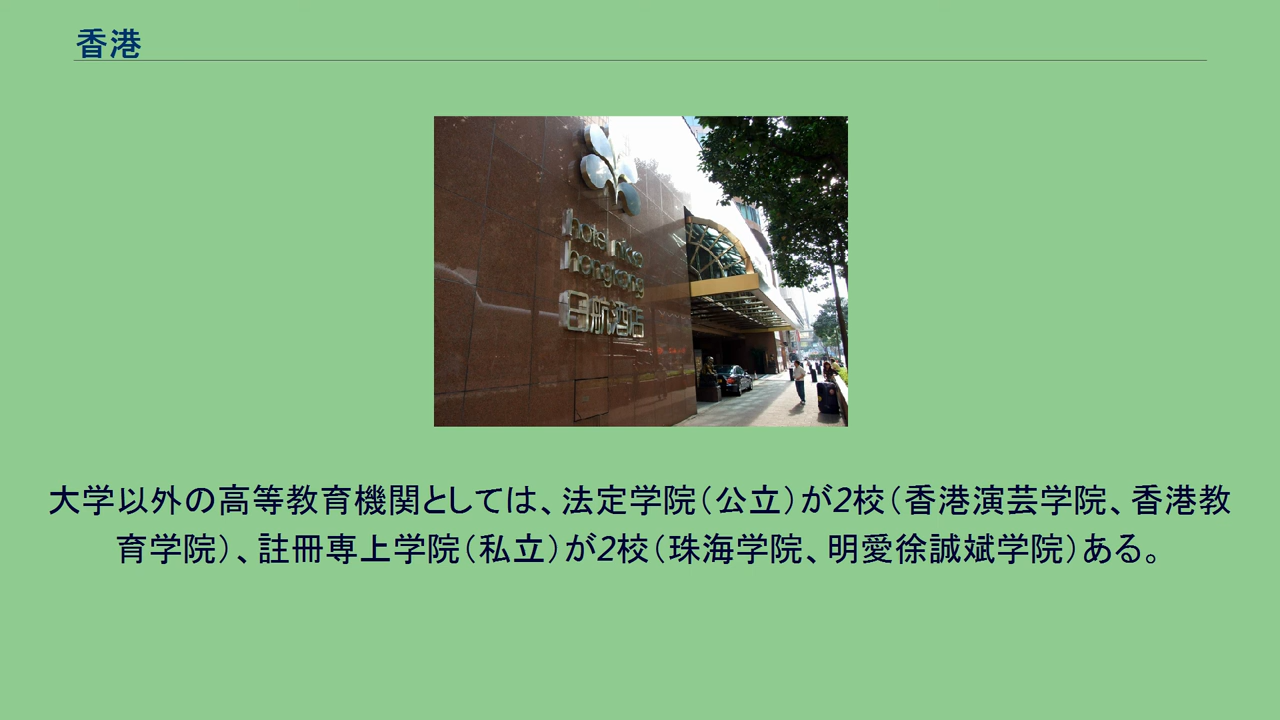 香港
hotel nikko
hongkong
日航酒店
大学以外の高等教育機関としては、法定学院（公立）が2校（香港演芸学院、香港教
育学院）、註冊専上学院（私立）が2校（珠海学院、明愛徐誠斌学院）ある。